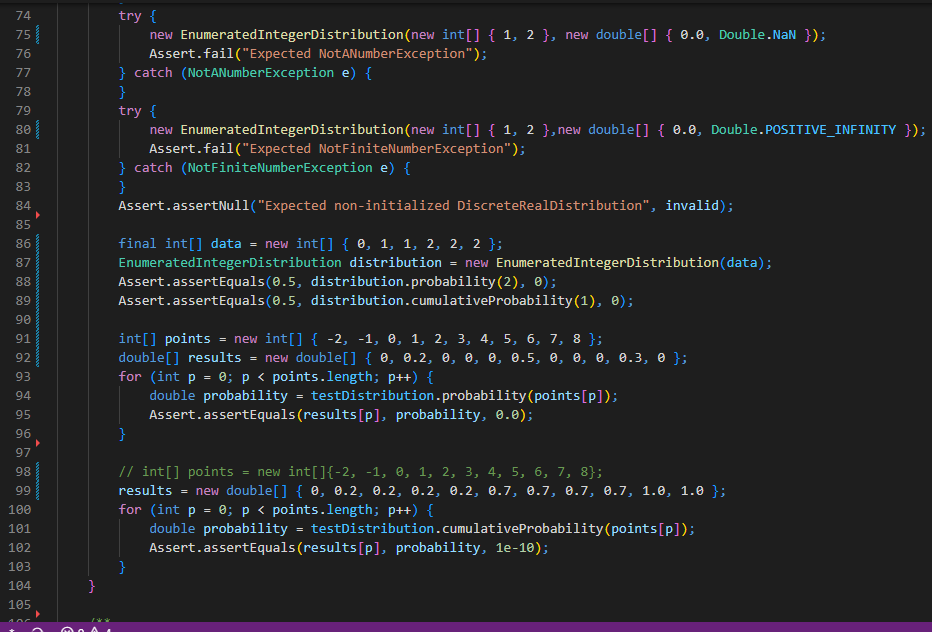 74 try {
75 new EnumeratedIntegerDistribution(new int[] { 1, 2 }, new double[] { 0.0, Double.NaN });
76 Assert.fail("Expected NotANumberException");
77 } catch (NotANumberException e) {
78 }
79 try {
80 new EnumeratedIntegerDistribution(new int[] { 1, 2 },new double[] { 0.0, Double.POSITIVE_INFINITY });
81 Assert.fail("Expected NotFiniteNumberException");
82 } catch (NotFiniteNumberException e) {
83 }
84 Assert.assertNull("Expected non-initialized DiscreteRealDistribution", invalid);
85
86 final int[] data = new int[] { 0, 1, 1, 2, 2, 2 };
87 EnumeratedIntegerDistribution distribution = new EnumeratedIntegerDistribution(data);
88 Assert.assertEquals(0.5, distribution.probability(2), 0);
89 Assert.assertEquals(0.5, distribution.cumulativeProbability(1), 0);
90
91 int[] points = new int[] { -2, -1, 0, 1, 2, 3, 4, 5, 6, 7, 8 };
92 double[] results = new double[] { 0, 0.2, 0, 0, 0, 0.5, 0, 0, 0, 0.3, 0 };
93 for (int p = 0; p < points.length; p++) {
94 double probability = testDistribution.probability(points[p]);
95 Assert.assertEquals(results[p], probability, 0.0);
96 }
97
98 // int[] points = new int[]{-2, -1, 0, 1, 2, 3, 4, 5, 6, 7, 8};
99 results = new double[] { 0, 0.2, 0.2, 0.2, 0.2, 0.7, 0.7, 0.7, 0.7, 1.0, 1.0 };
100 for (int p = 0; p < points.length; p++) {
101 double probability = testDistribution.cumulativeProbability(points[p]);
102 Assert.assertEquals(results[p], probability, 1e-10);
103 }
104 }
105
106 /**